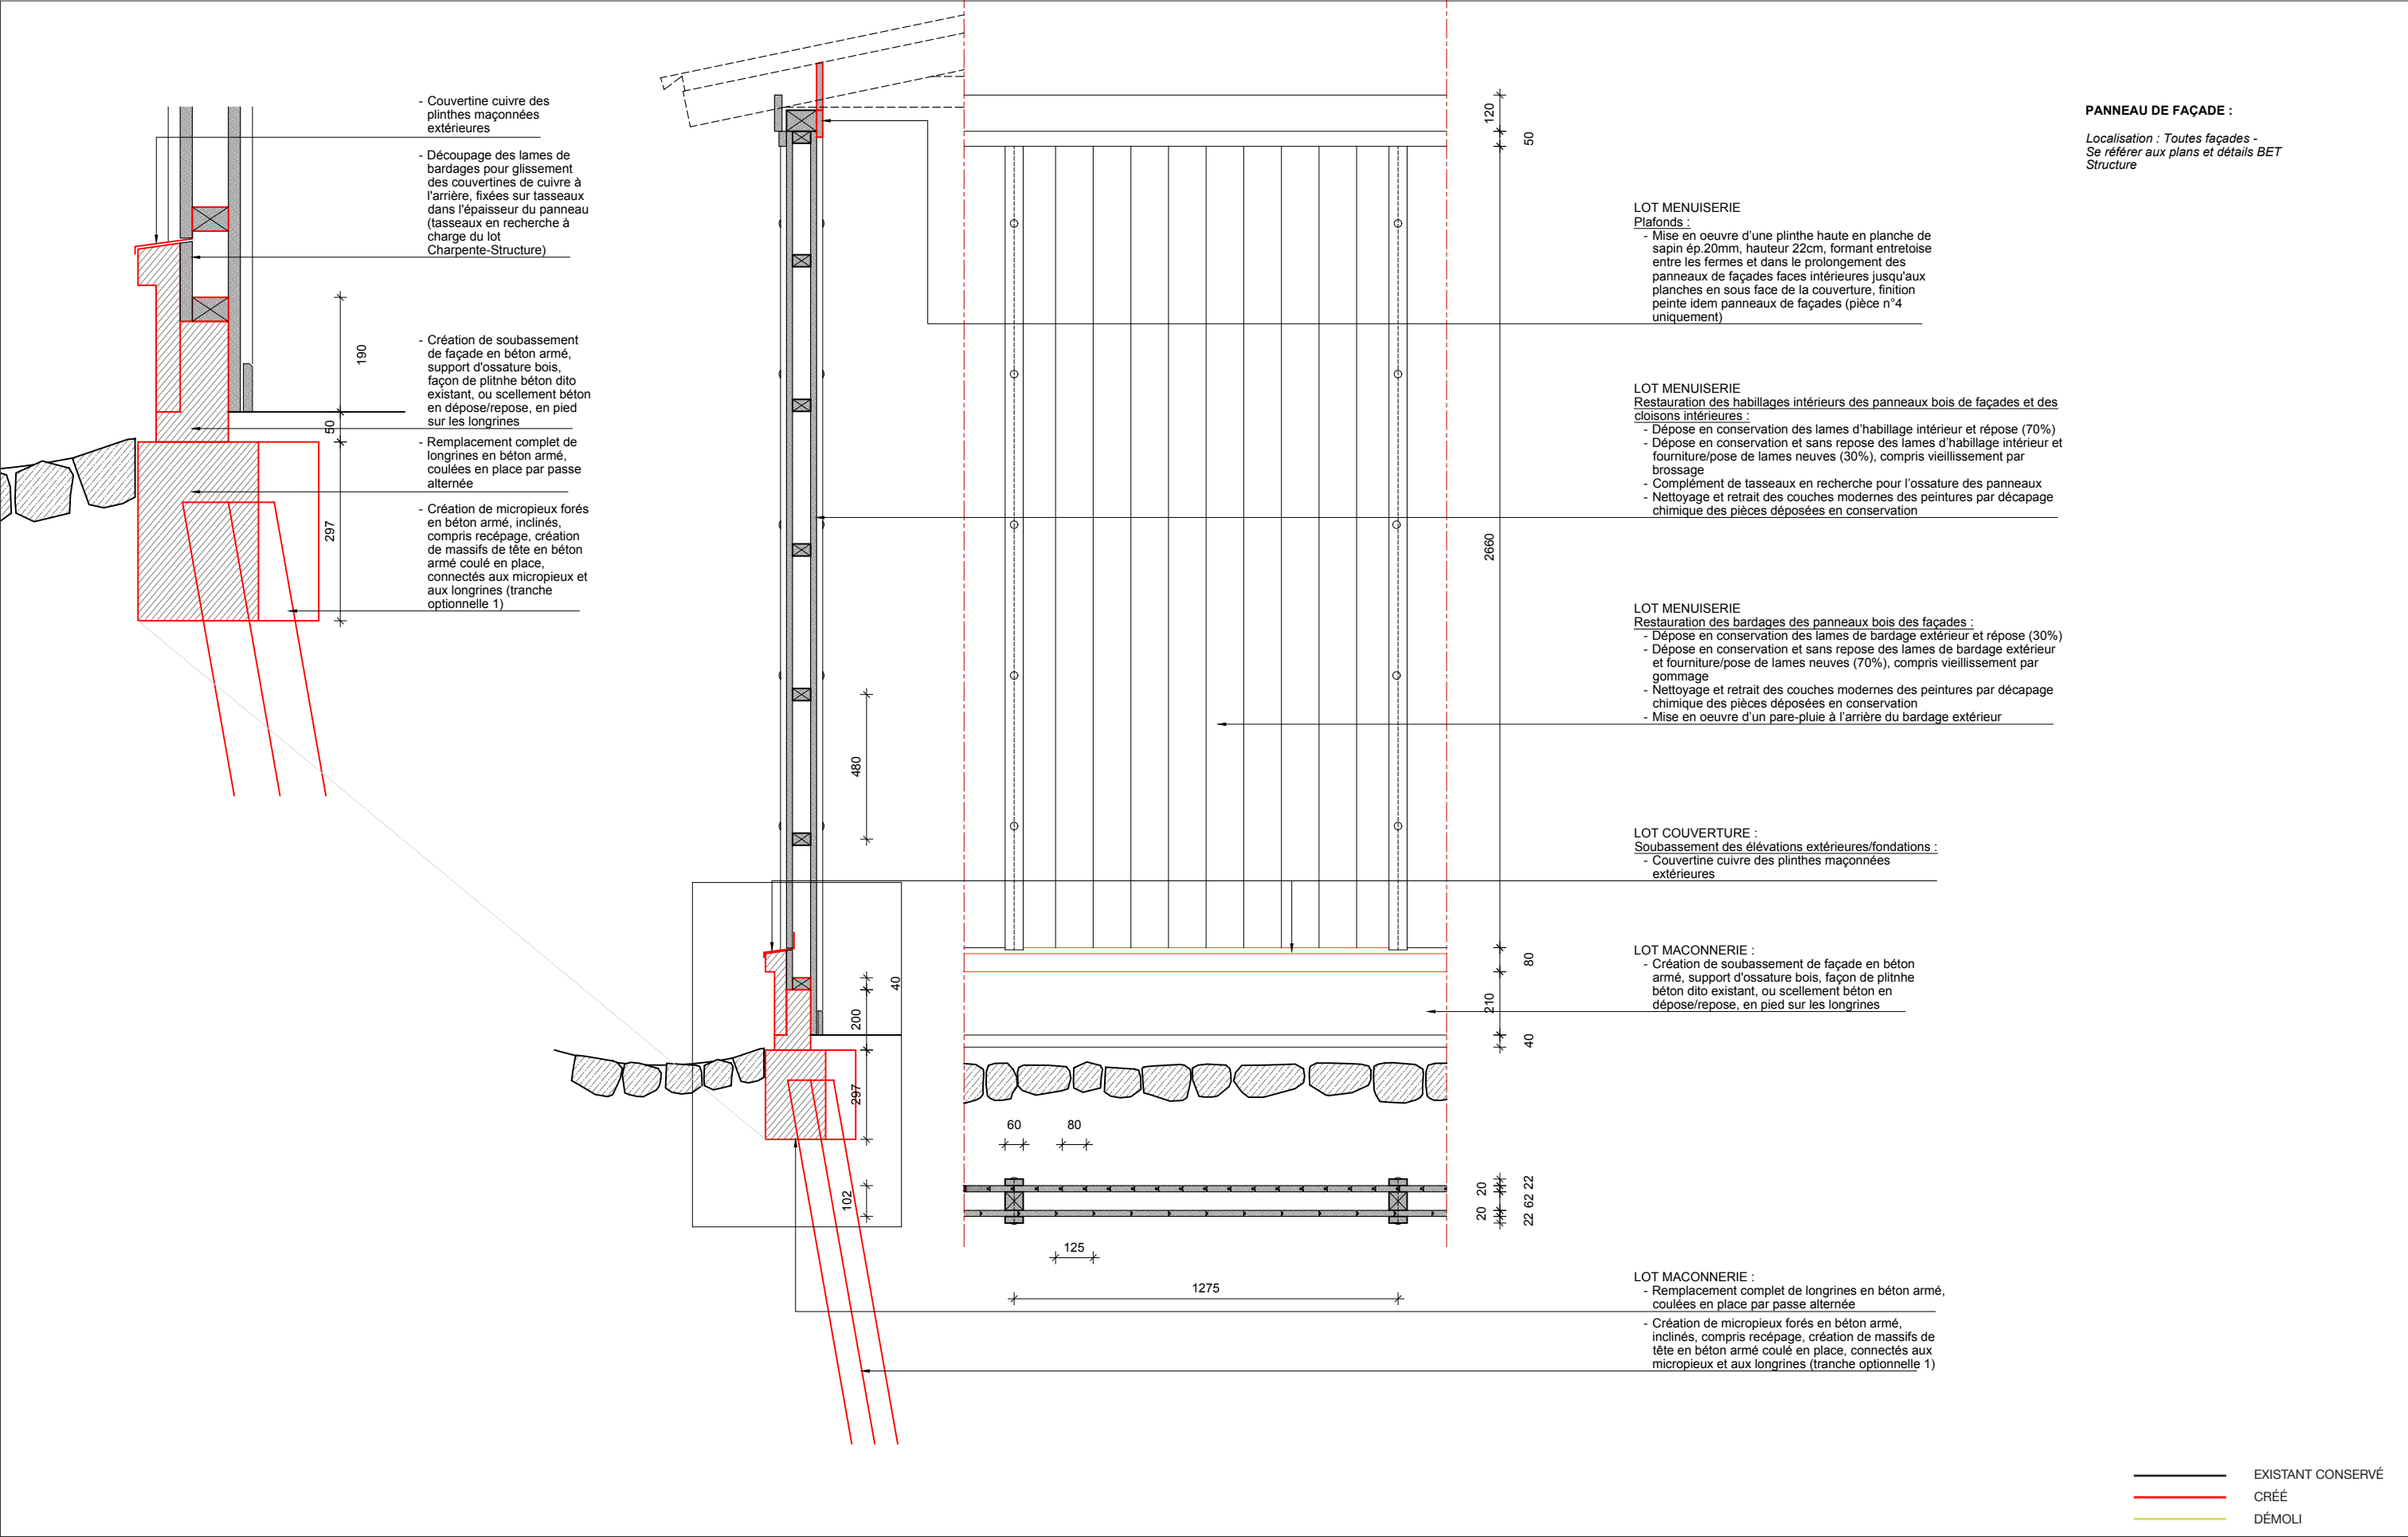 - Couvertine cuivre des
plinthes maçonnées
extérieures
- Découpage des lames de
bardages pour glissement
des couvertines de cuivre à
l'arrière, fixées sur tasseaux
dans l'épaisseur du panneau
(tasseaux en recherche à
charge du lot
Charpente-Structure)
- Création de soubassement
de façade en béton armé,
support d'ossature bois,
façon de plitnhe béton dito
existant, ou scellement béton
en dépose/repose, en pied
sur les longrines
- Remplacement complet de
longrines en béton armé,
coulées en place par passe
alternée
- Création de micropieux forés
en béton armé, inclinés,
compris recépage, création
de massifs de tête en béton
armé coulé en place,
connectés aux micropieux et
aux longrines (tranche
optionnelle 1)
190
50
297
480
40
200
297
102
120
50
2660
80
210
40
60
80
20
22
62
20
22
125
1275
PANNEAU DE FAÇADE :
Localisation : Toutes façades -
Se référer aux plans et détails BET
Structure
LOT MENUISERIE
Plafonds :
- Mise en oeuvre d'une plinthe haute en planche de
sapin ép.20mm, hauteur 22cm, formant entretoise
entre les fermes et dans le prolongement des
panneaux de façades faces intérieures jusqu'aux
planches en sous face de la couverture, finition
peinte idem panneaux de façades (pièce n°4
uniquement)
LOT MENUISERIE
Restauration des habillages intérieurs des panneaux bois de façades et des
cloisons intérieures :
- Dépose en conservation des lames d'habillage intérieur et répose (70%)
- Dépose en conservation et sans repose des lames d'habillage intérieur et
fourniture/pose de lames neuves (30%), compris vieillissement par
brossage
- Complément de tasseaux en recherche pour l'ossature des panneaux
- Nettoyage et retrait des couches modernes des peintures par décapage
chimique des pièces déposées en conservation
LOT MENUISERIE
Restauration des bardages des panneaux bois des façades :
- Dépose en conservation des lames de bardage extérieur et répose (30%)
- Dépose en conservation et sans repose des lames de bardage extérieur
et fourniture/pose de lames neuves (70%), compris vieillissement par
gommage
- Nettoyage et retrait des couches modernes des peintures par décapage
chimique des pièces déposées en conservation
- Mise en oeuvre d'un pare-pluie à l'arrière du bardage extérieur
LOT COUVERTURE :
Soubassement des élévations extérieures/fondations :
- Couvertine cuivre des plinthes maçonnées
extérieures
LOT MACONNERIE :
- Création de soubassement de façade en béton
armé, support d'ossature bois, façon de plitnhe
béton dito existant, ou scellement béton en
dépose/repose, en pied sur les longrines
LOT MACONNERIE :
- Remplacement complet de longrines en béton armé,
coulées en place par passe alternée
- Création de micropieux forés en béton armé,
inclinés, compris recépage, création de massifs de
tête en béton armé coulé en place, connectés aux
micropieux et aux longrines (tranche optionnelle 1)
EXISTANT CONSERVÉ
CRÉÉ
DÉMOLI